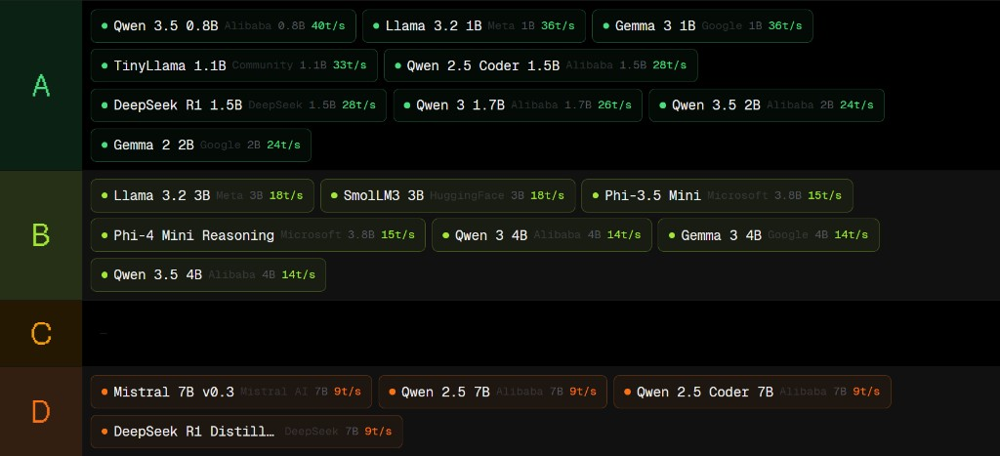 A
Qwen 3.5 0.8B Alibaba 0.8B 40t/s Llama 3.2 1B Meta 1B 36t/s Gemma 3 1B Google 1B 36t/s
TinyLlama 1.1B Community 1.1B 33t/s Qwen 2.5 Coder 1.5B Alibaba 1.5B 28t/s
DeepSeek R1 1.5B DeepSeek 1.5B 28t/s Qwen 3 1.7B Alibaba 1.7B 26t/s Qwen 3.5 2B Alibaba 2B 24t/s
Gemma 2 2B Google 2B 24t/s
B
Llama 3.2 3B Meta 3B 18t/s SmolLM3 3B HuggingFace 3B 18t/s Phi-3.5 Mini Microsoft 3.8B 15t/s
Phi-4 Mini Reasoning Microsoft 3.8B 15t/s Qwen 3 4B Alibaba 4B 14t/s Gemma 3 4B Google 4B 14t/s
Qwen 3.5 4B Alibaba 4B 14t/s
C
—
D
Mistral 7B v0.3 Mistral AI 7B 9t/s Qwen 2.5 7B Alibaba 7B 9t/s Qwen 2.5 Coder 7B Alibaba 7B 9t/s
DeepSeek R1 Distill… DeepSeek 7B 9t/s